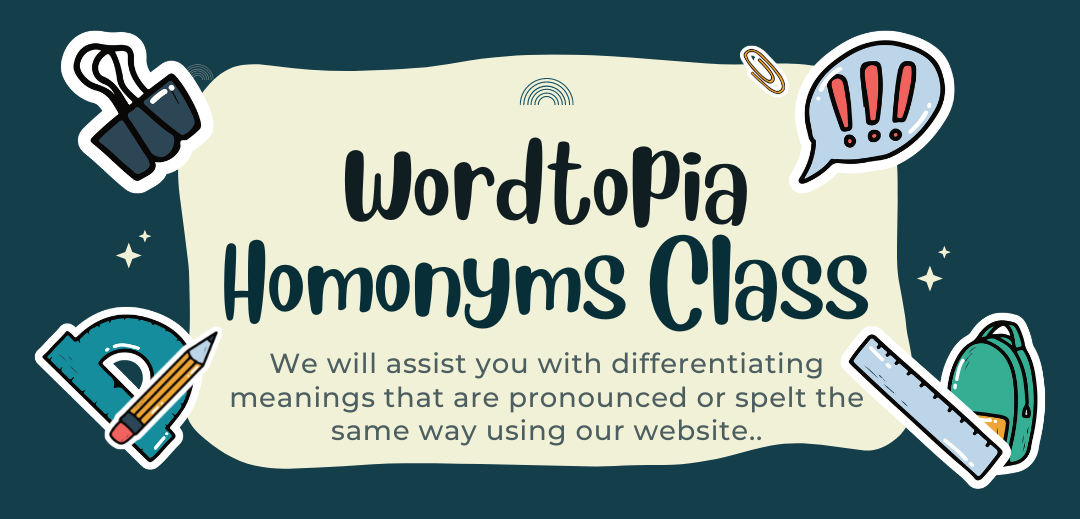 Wordtopia
Homonyms Class
We will assist you with differentiating
meanings that are pronounced or spelt the
same way using our website..